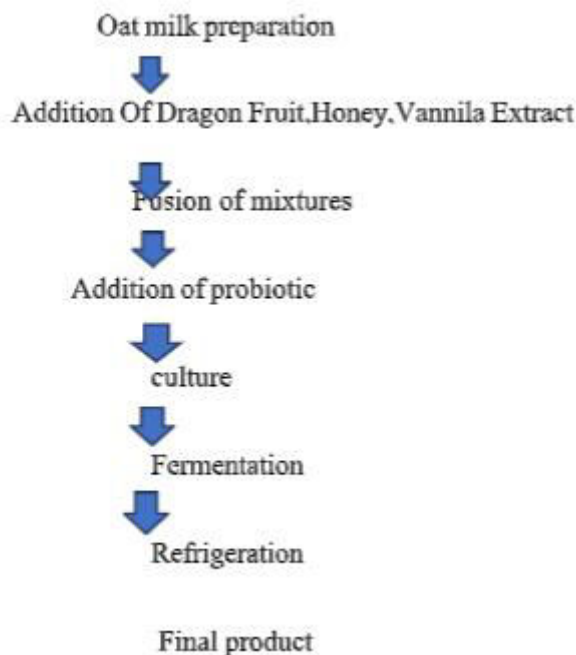 Oat milk preparation
Addition Of Dragon Fruit,Honey,Vannila Extract
Fusion of mixtures
Addition of probiotic
culture
Fermentation
Refrigeration
Final product